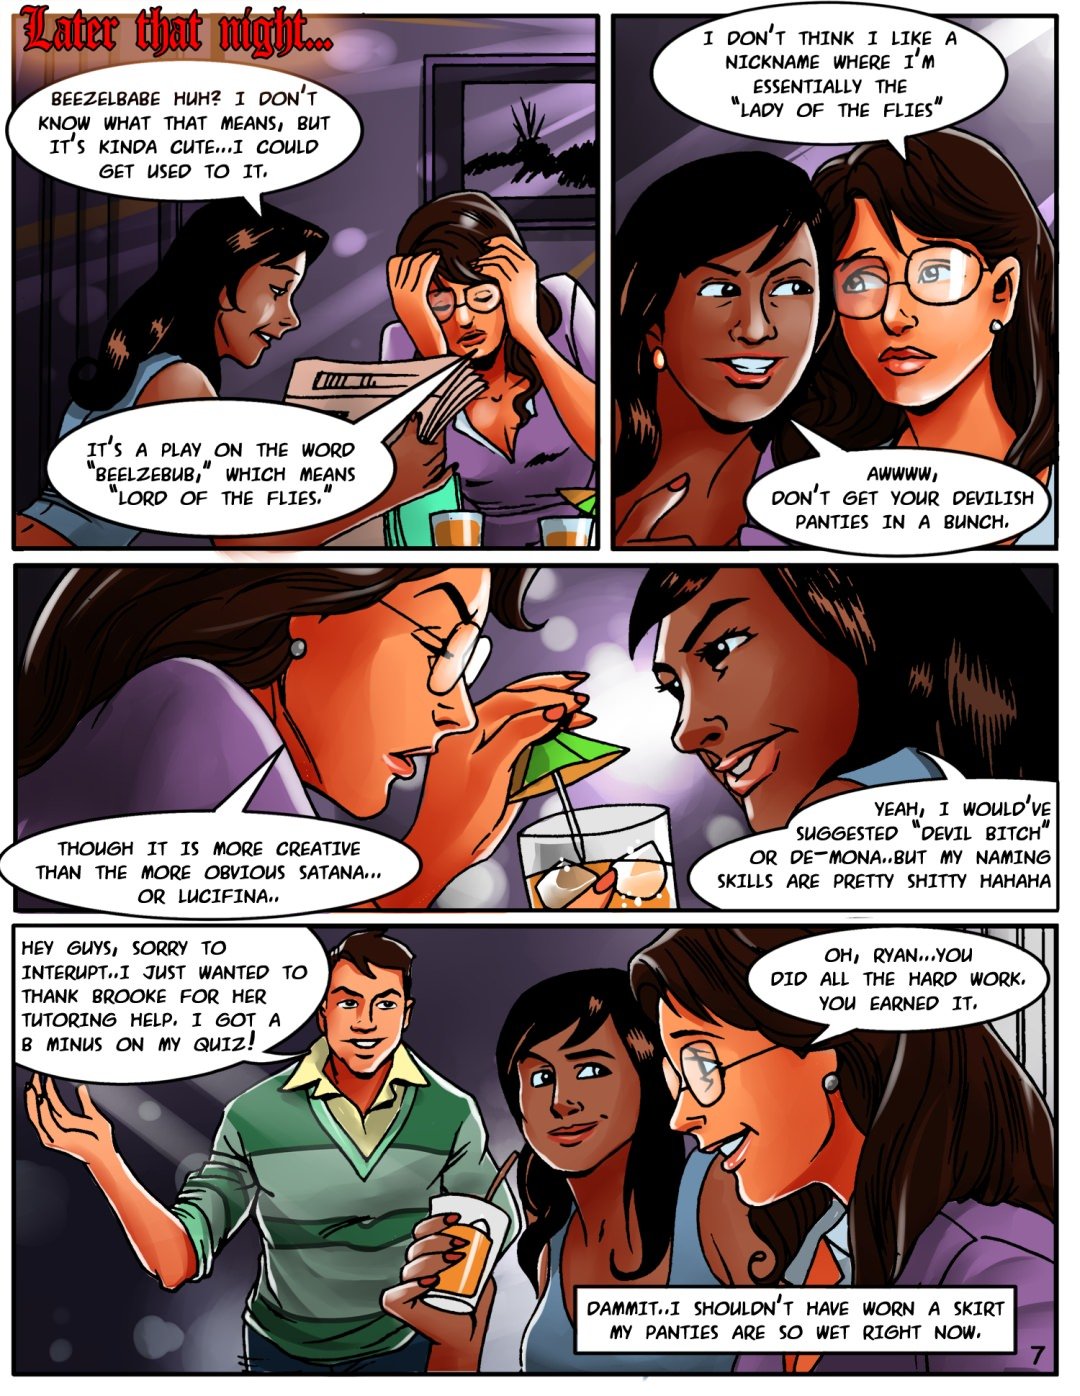 Later that night...
BEEZELBABE HUH? I DON'T
KNOW WHAT THAT MEANS, BUT
IT'S KINDA CUTE...I COULD
GET USED TO IT.
IT'S A PLAY ON THE WORD
"BEELZEBUB," WHICH MEANS
"LORD OF THE FLIES."
I DON'T THINK I LIKE A
NICKNAME WHERE I'M
ESSENTIALLY THE
"LADY OF THE FLIES"
AWWWW,
DON'T GET YOUR DEVILISH
PANTIES IN A BUNCH.
THOUGH IT IS MORE CREATIVE
THAN THE MORE OBVIOUS SATANA...
OR LUCIFINA..
YEAH, I WOULD'VE
SUGGESTED "DEVIL BITCH"
OR DE-MONA..BUT MY NAMING
SKILLS ARE PRETTY SHITTY HAHAHA
HEY GUYS, SORRY TO
INTERUPT..I JUST WANTED TO
THANK BROOKE FOR HER
TUTORING HELP. I GOT A
B MINUS ON MY QUIZ!
OH, RYAN...YOU
DID ALL THE HARD WORK.
YOU EARNED IT.
DAMMIT..I SHOULDN'T HAVE WORN A SKIRT
MY PANTIES ARE SO WET RIGHT NOW.
7